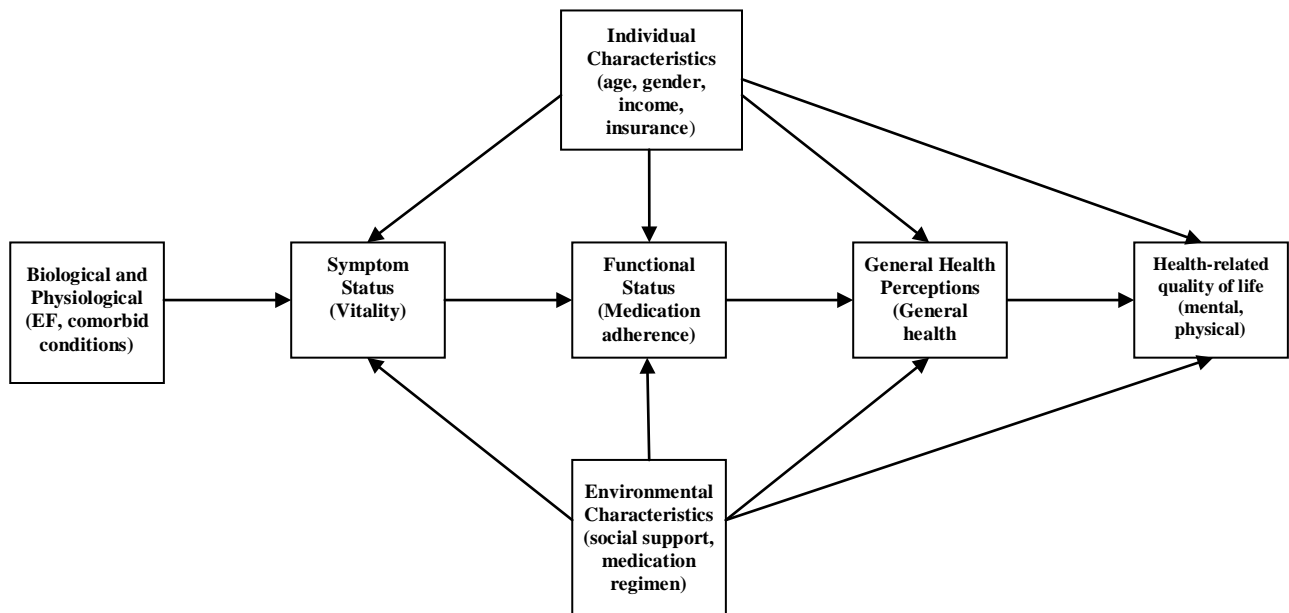 Individual
Characteristics
(age, gender,
income,
insurance)
Biological and
Physiological
(EF, comorbid
conditions)
Symptom
Status
(Vitality)
Functional
Status
(Medication
adherence)
General Health
Perceptions
(General
health
Health-related
quality of life
(mental,
physical)
Environmental
Characteristics
(social support,
medication
regimen)